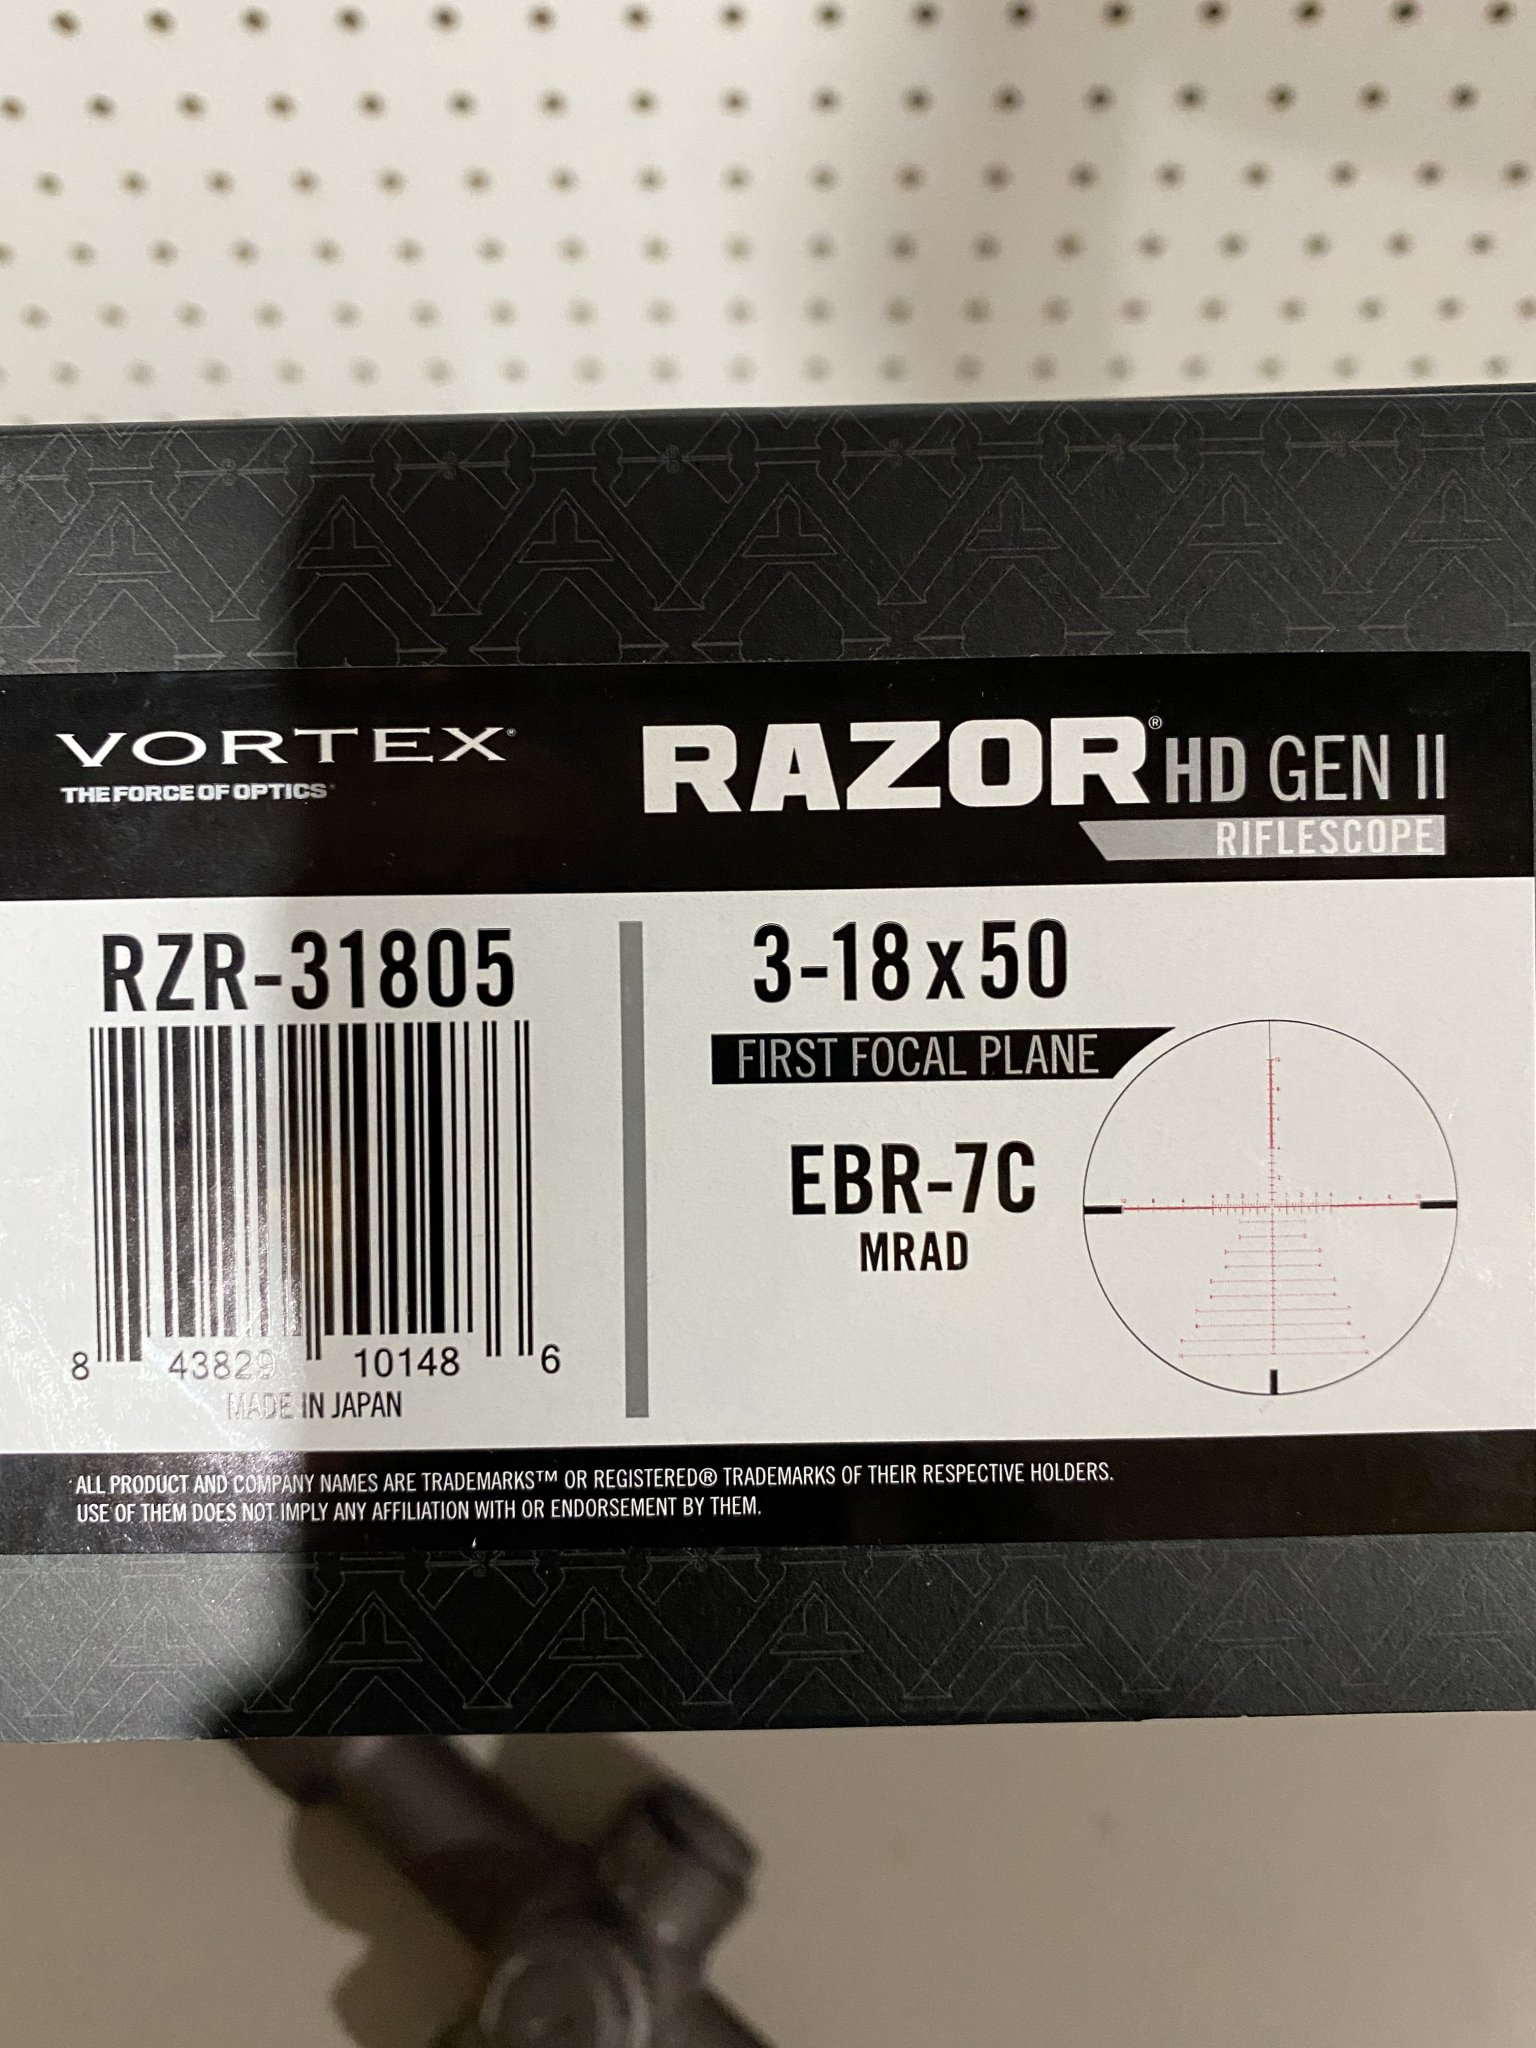 VORTEX®
THE FORCE OF OPTICS
RAZOR® HD GEN II
RIFLESCOPE
RZR-31805
8 43829 10148 6
MADE IN JAPAN
3-18x50
FIRST FOCAL PLANE
EBR-7C
MRAD
ALL PRODUCT AND COMPANY NAMES ARE TRADEMARKS™ OR REGISTERED® TRADEMARKS OF THEIR RESPECTIVE HOLDERS.
USE OF THEM DOES NOT IMPLY ANY AFFILIATION WITH OR ENDORSEMENT BY THEM.